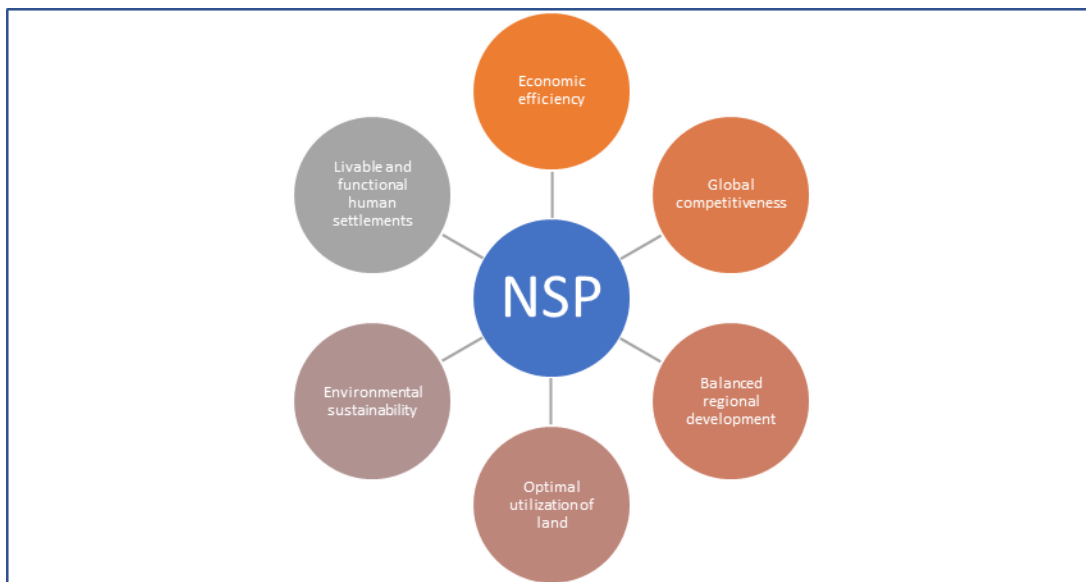 Economic
efficiency
Global
competitiveness
Balanced
regional
development
Optimal
utilization of
land
Environmental
sustainability
Livable and
functional
human
settlements
NSP